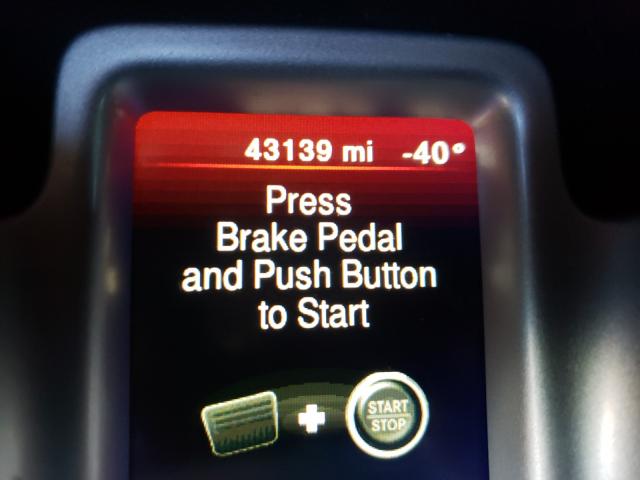 43139 mi -40°
Press
Brake Pedal
and Push Button
to Start
START
STOP